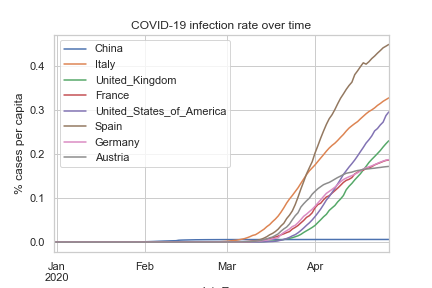 COVID-19 infection rate over time
% cases per capita
0.4
0.3
0.2
0.1
0.0
China
Italy
United_Kingdom
France
United_States_of_America
Spain
Germany
Austria
Jan
2020
Feb
Mar
Apr